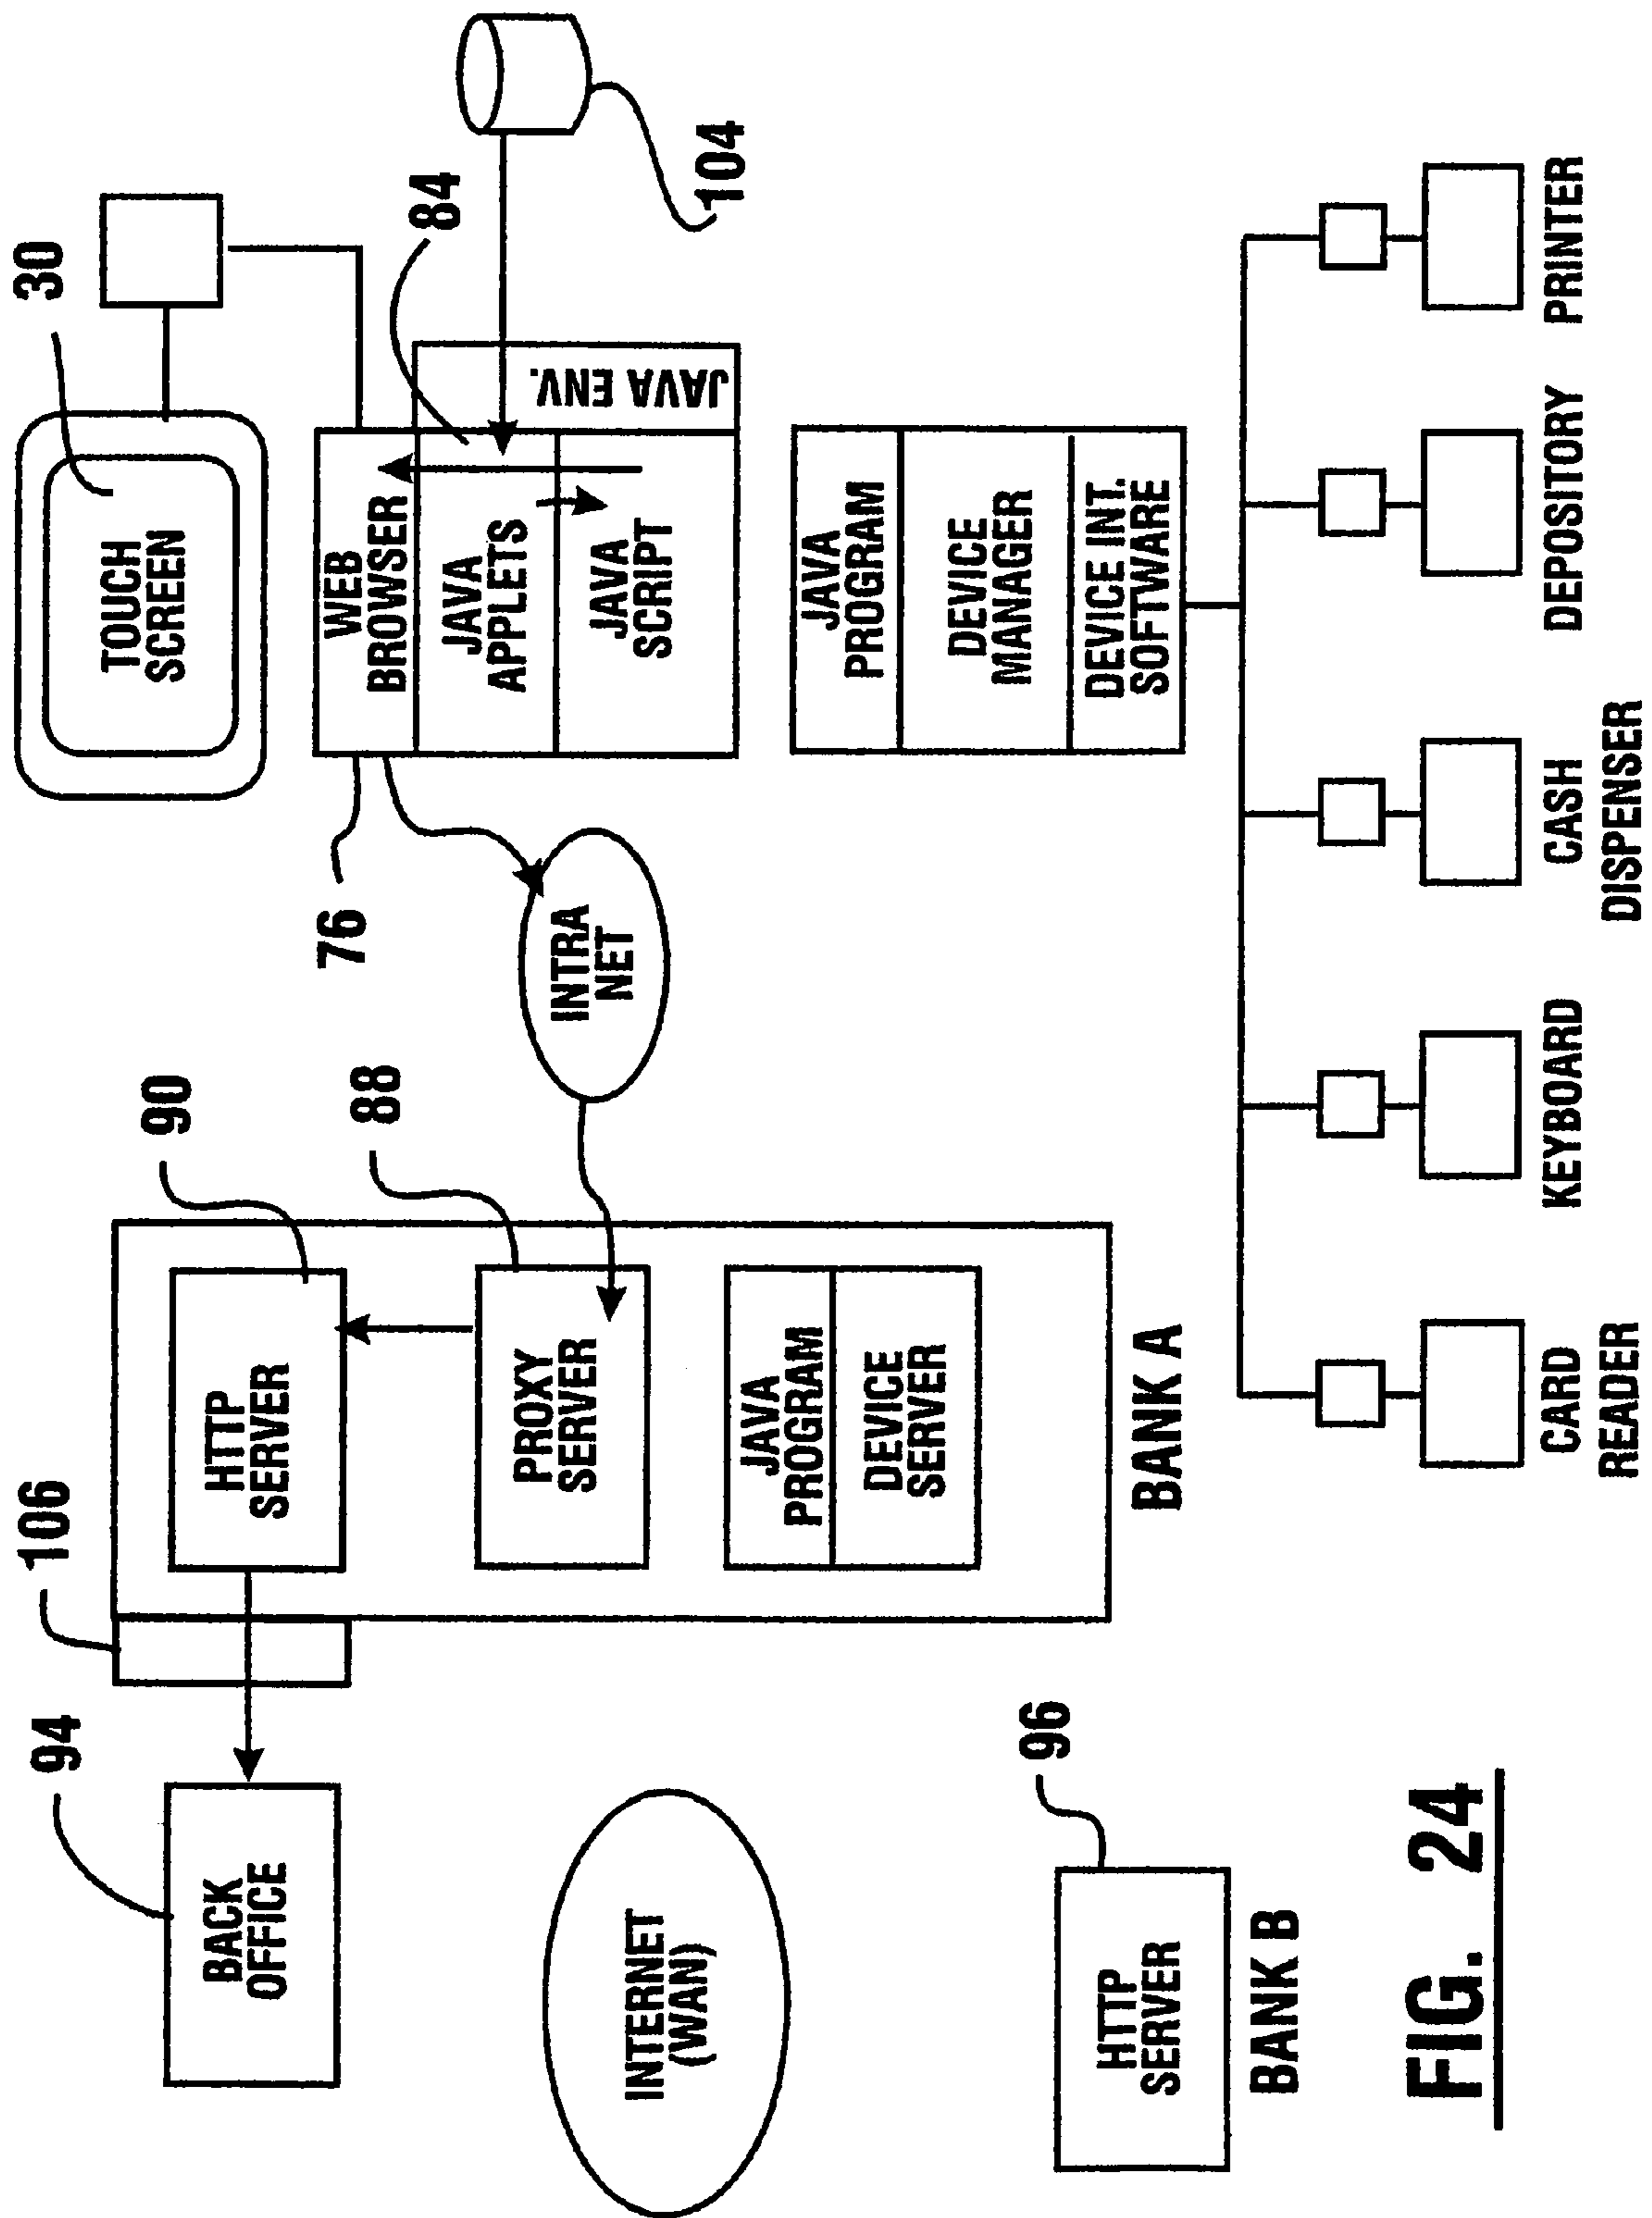 94
BACK
OFFICE
106
HTTP
SERVER
90
PROXY
SERVER
88
JAVA
PROGRAM
DEVICE
SERVER
BANK A
INTERNET
(WAN)
96
HTTP
SERVER
BANK B
INTRA
NET
76
30
TOUCH
SCREEN
WEB
BROWSER
JAVA
APPLETS
JAVA
SCRIPT
JAVA ENV.
84
104
JAVA
PROGRAM
DEVICE
MANAGER
DEVICE INT.
SOFTWARE
CARD
READER
KEYBOARD
CASH
DISPENSER
DEPOSITORY
PRINTER
FIG. 24